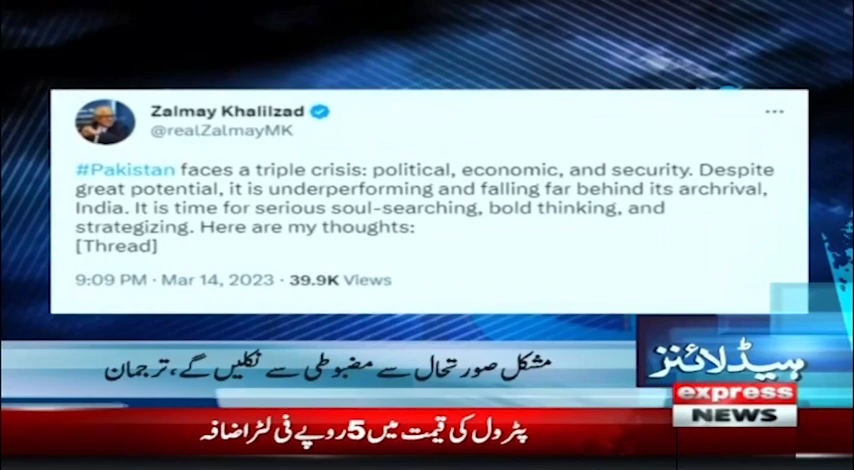 Zalmay Khalilzad
@realZalmayMK
#Pakistan faces a triple crisis: political, economic, and security. Despite
great potential, it is underperforming and falling far behind its archrival,
India. It is time for serious soul-searching, bold thinking, and
strategizing. Here are my thoughts:
[Thread]
9:09 PM · Mar 14, 2023 · 39.9K Views
مشکل صورتحال سے مضبوطی سے نکلیں گے، ترجمان
ہیڈلائنز
express
NEWS
پٹرول کی قیمت میں 5 روپے فی لٹر اضافہ